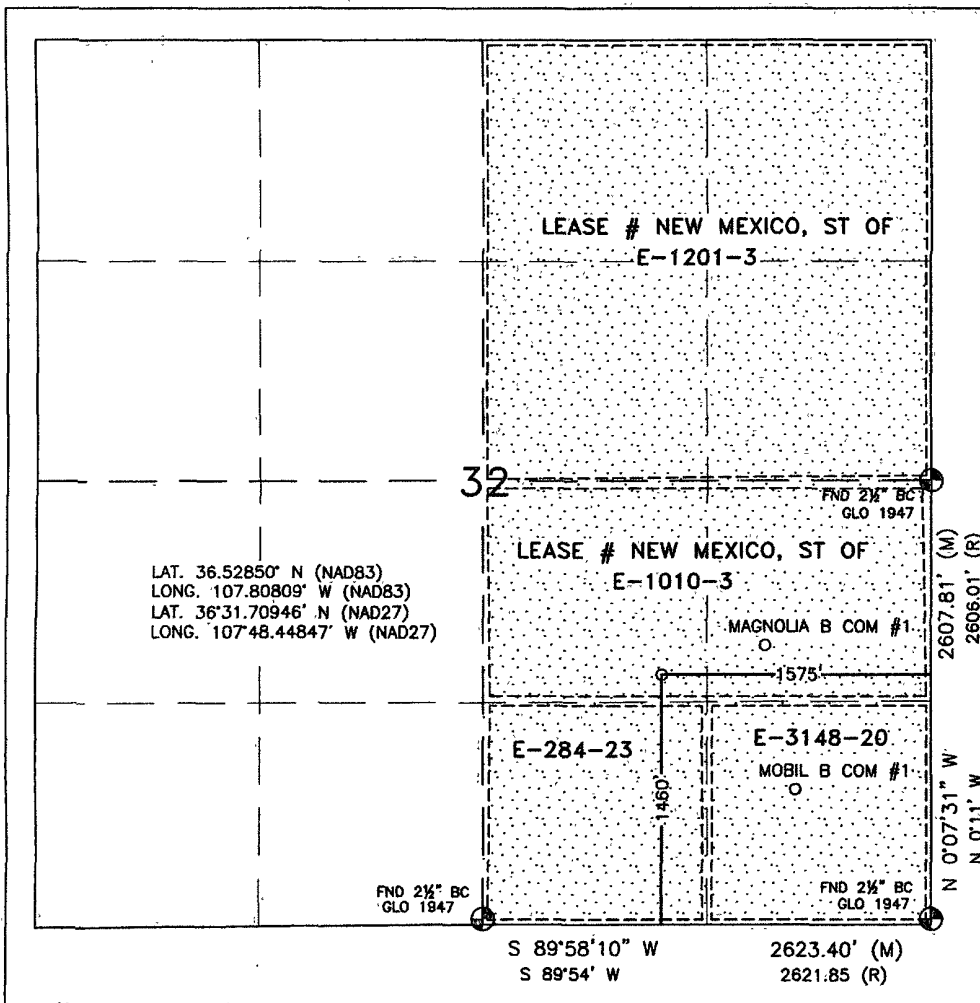 LEASE # NEW MEXICO, ST OF
E-1201-3
32
FND 2½" BC
GLO 1947
LEASE # NEW MEXICO, ST OF
E-1010-3
LAT. 36.52850° N (NAD83)
LONG. 107.80809° W (NAD83)
LAT. 36°31.70946' N (NAD27)
LONG. 107°48.44847' W (NAD27)
MAGNOLIA B COM #1
1575'
2607.81' (M)
2606.01' (R)
E-284-23
E-3148-20
MOBIL B COM #1
1460'
N 0°07'31" W
N 0°11' W
FND 2½" BC
GLO 1947
FND 2½" BC
GLO 1947
S 89°58'10" W
2623.40' (M)
S 89°54' W
2621.85 (R)